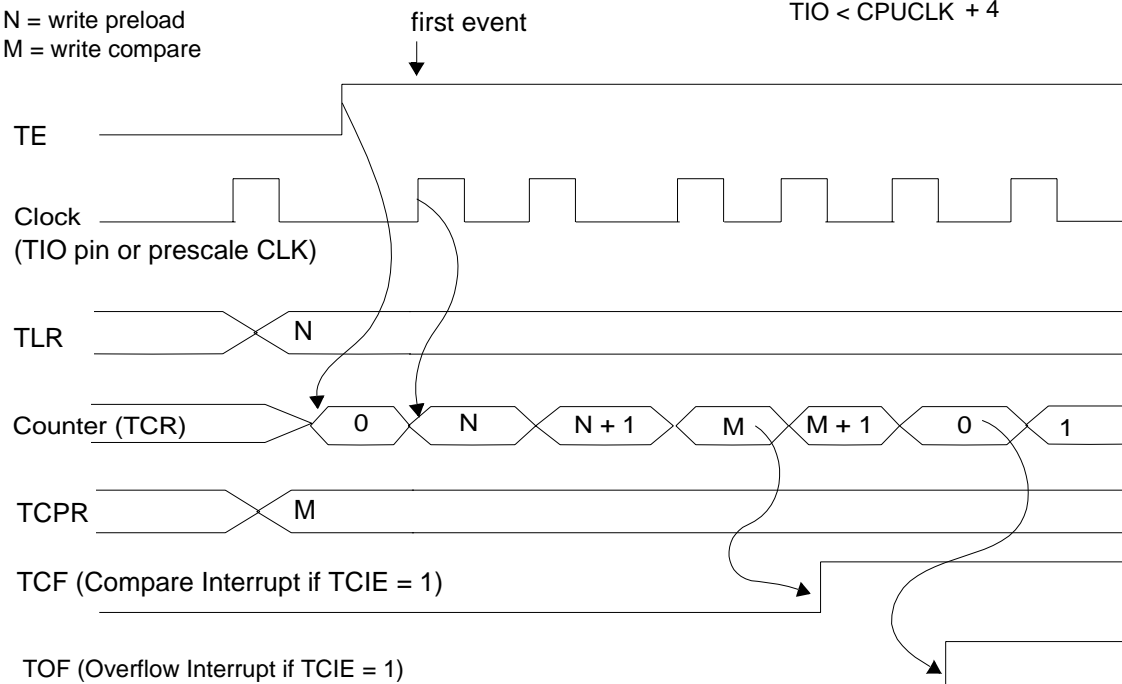 N = write preload
M = write compare
first event
TIO < CPUCLK + 4
TE
Clock
(TIO pin or prescale CLK)
TLR
N
Counter (TCR)
0
N
N + 1
M
M + 1
0
1
TCPR
M
TCF (Compare Interrupt if TCIE = 1)
TOF (Overflow Interrupt if TCIE = 1)